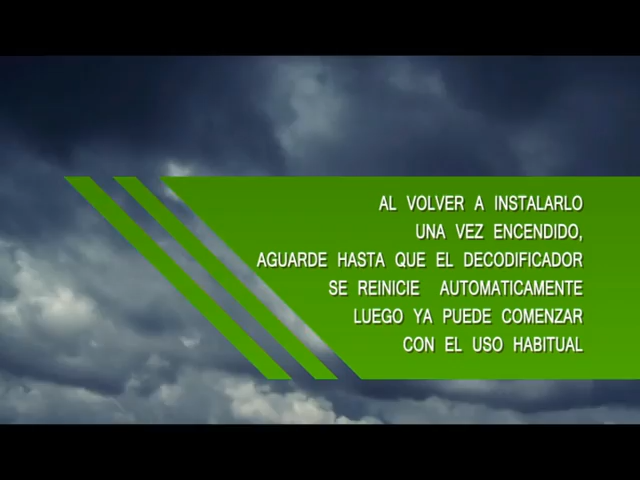 AL VOLVER A INSTALARLO
UNA VEZ ENCENDIDO,
AGUARDE HASTA QUE EL DECODIFICADOR
SE REINICIE AUTOMATICAMENTE
LUEGO YA PUEDE COMENZAR
CON EL USO HABITUAL